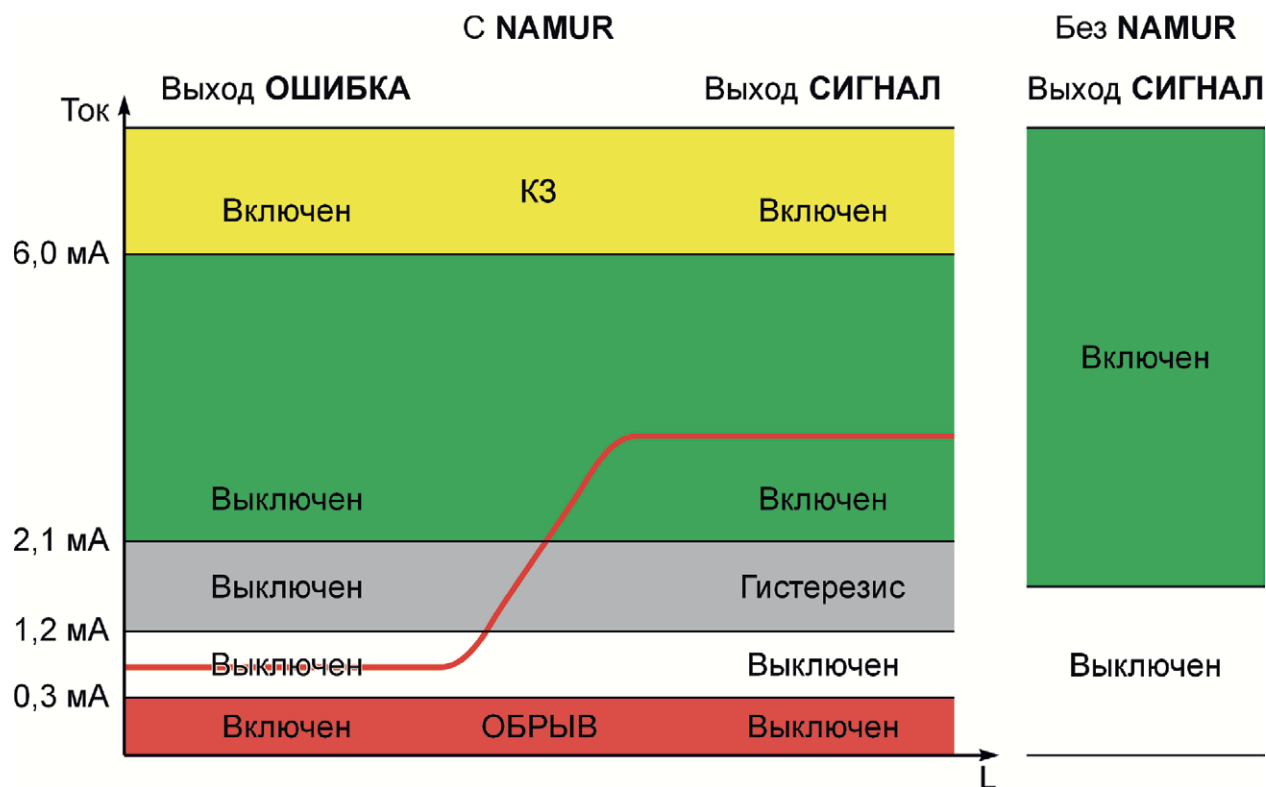 С NAMUR
Без NAMUR
Выход ОШИБКА
Выход СИГНАЛ
Выход СИГНАЛ
Ток
КЗ
Включен
Включен
6,0 мА
Включен
Выключен
Включен
2,1 мА
Выключен
Гистерезис
1,2 мА
Выключен
Выключен
Выключен
0,3 мА
Включен
ОБРЫВ
Выключен
L